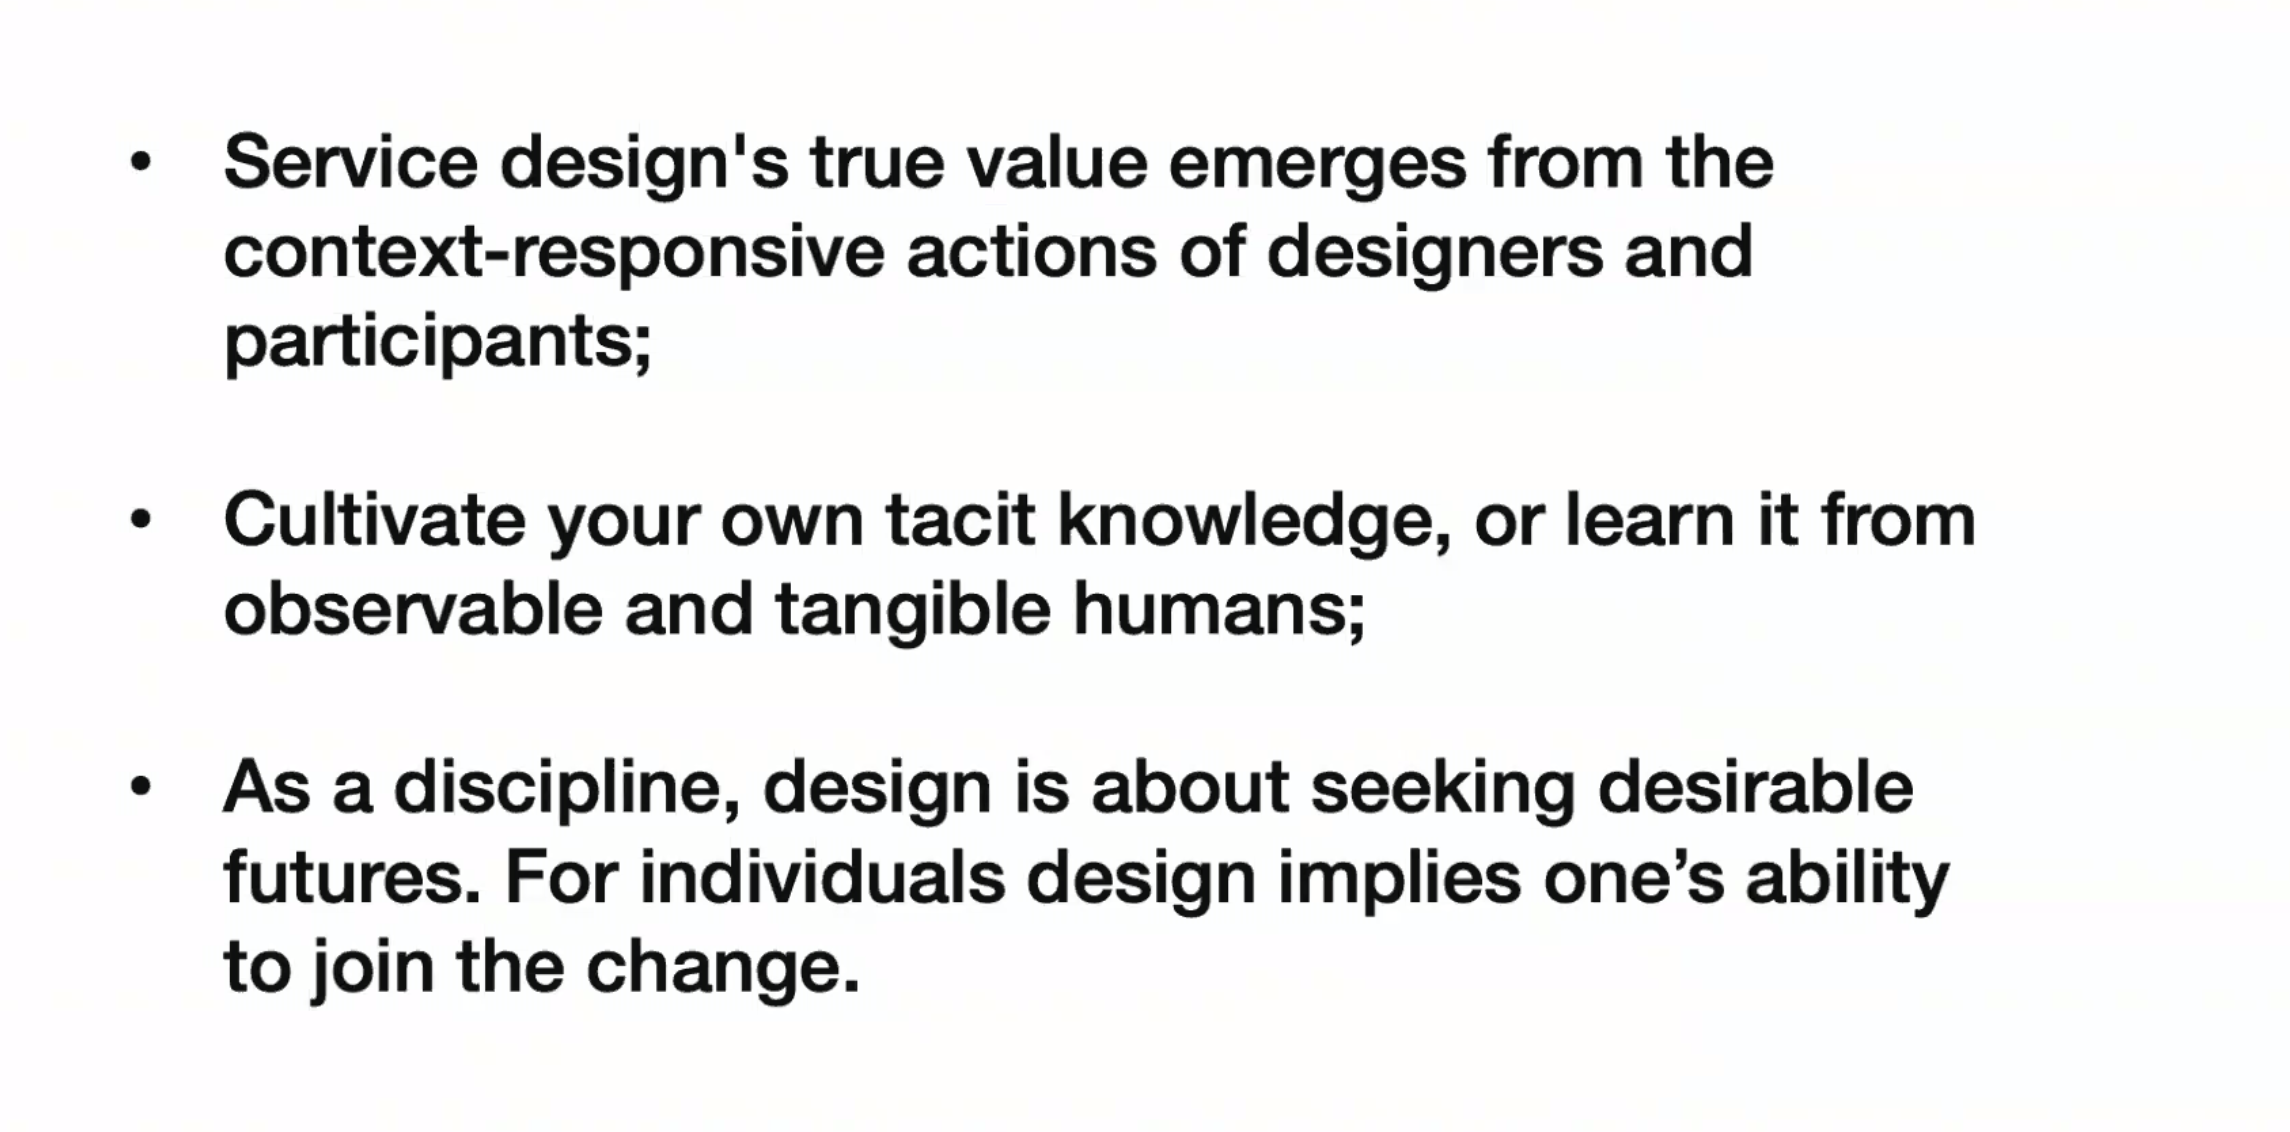 • Service design's true value emerges from the
context-responsive actions of designers and
participants;
• Cultivate your own tacit knowledge, or learn it from
observable and tangible humans;
• As a discipline, design is about seeking desirable
futures. For individuals design implies one’s ability
to join the change.